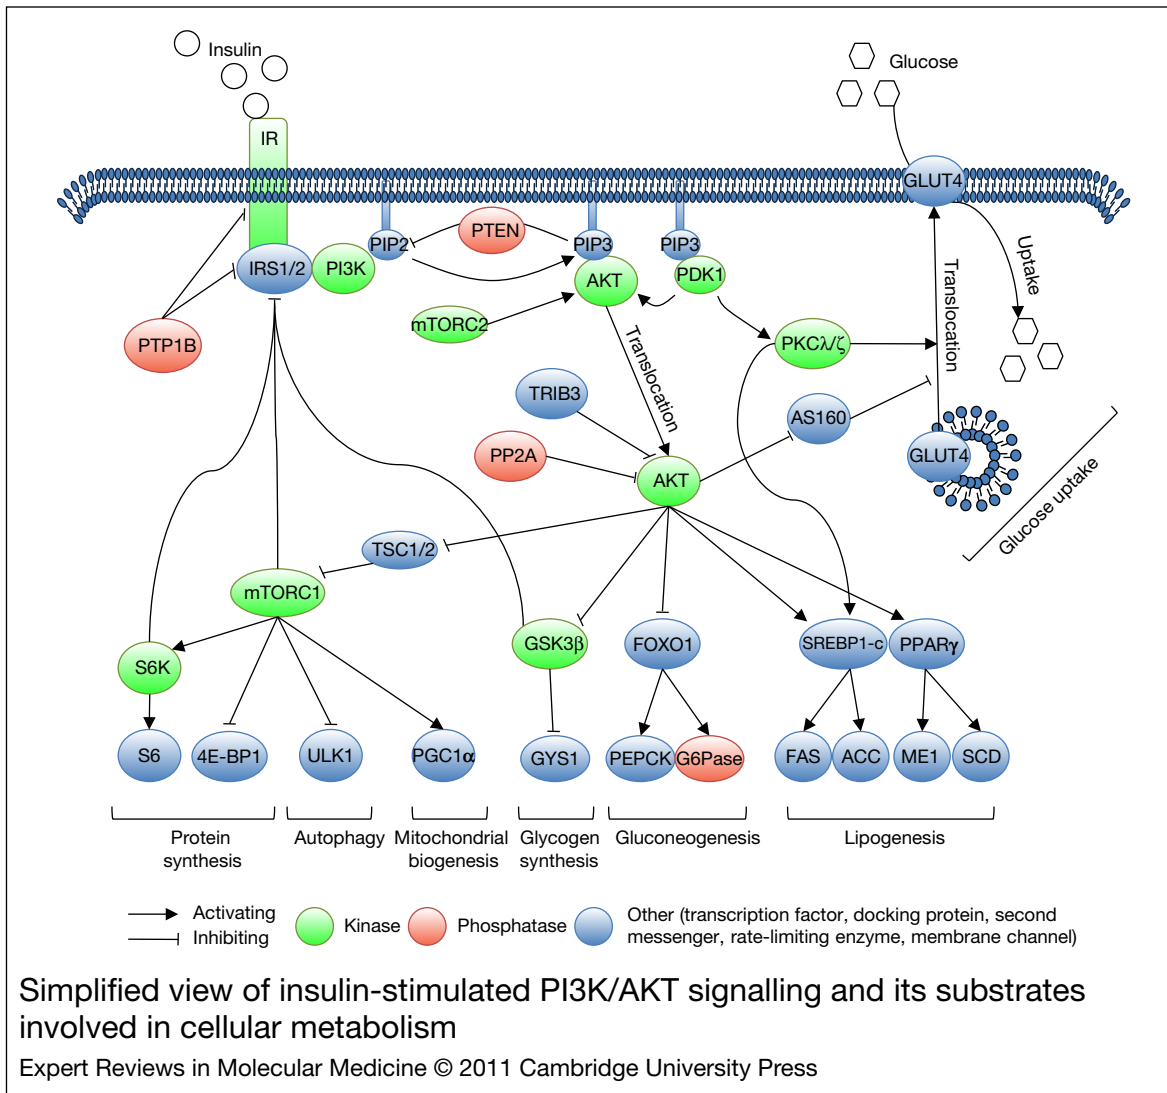 Insulin
Glucose
IR
GLUT4
PTEN
PIP2
PIP3
PIP3
IRS1/2
PI3K
AKT
PDK1
Uptake
Translocation
mTORC2
PTP1B
PKCλ/ζ
Translocation
TRIB3
AS160
PP2A
GLUT4
AKT
Glucose uptake
TSC1/2
mTORC1
GSK3β
FOXO1
SREBP1-c
PPARγ
S6K
S6
4E-BP1
ULK1
PGC1α
GYS1
PEPCK
G6Pase
FAS
ACC
ME1
SCD
Protein
synthesis
Autophagy
Mitochondrial
biogenesis
Glycogen
synthesis
Gluconeogenesis
Lipogenesis
Activating
Inhibiting
Kinase
Phosphatase
Other (transcription factor, docking protein, second
messenger, rate-limiting enzyme, membrane channel)
Simplified view of insulin-stimulated PI3K/AKT signalling and its substrates
involved in cellular metabolism
Expert Reviews in Molecular Medicine © 2011 Cambridge University Press